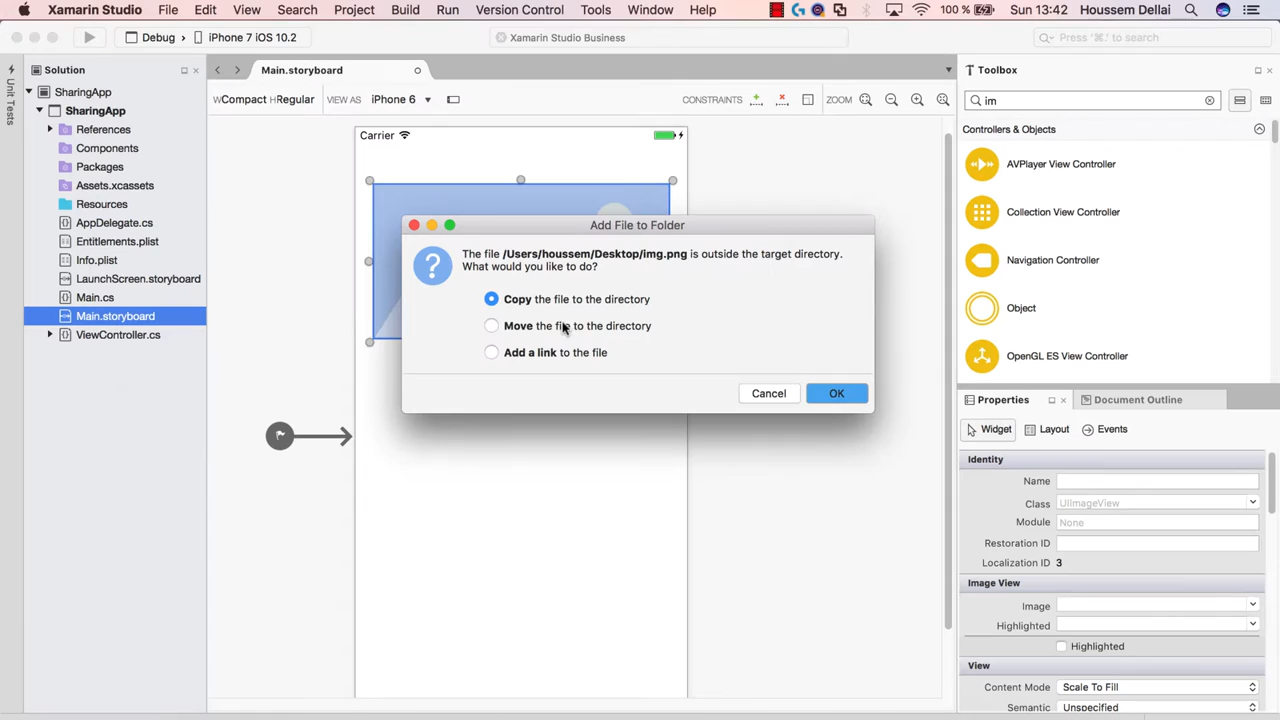 Xamarin Studio File Edit View Search Project Build Run Version Control Tools Window Help 100 % Sun 13:42 Houssem Dellai
Debug iPhone 7 iOS 10.2 Xamarin Studio Business Press '⌘.' to search
Unit Tests
Solution
SharingApp
SharingApp
References
Components
Packages
Assets.xcassets
Resources
AppDelegate.cs
Entitlements.plist
Info.plist
LaunchScreen.storyboard
Main.cs
Main.storyboard
ViewController.cs
Main.storyboard
wCompact HRegular VIEW AS iPhone 6 CONSTRAINTS ZOOM
Carrier
Add File to Folder
The file /Users/houssem/Desktop/img.png is outside the target directory.
What would you like to do?
Copy the file to the directory
Move the file to the directory
Add a link to the file
Cancel OK
Toolbox
im
Controllers & Objects
AVPlayer View Controller
Collection View Controller
Navigation Controller
Object
OpenGL ES View Controller
Properties Document Outline
Widget Layout Events
Identity
Name
Class UIImageView
Module None
Restoration ID
Localization ID 3
Image View
Image
Highlighted
Highlighted
View
Content Mode Scale To Fill
Semantic Unspecified